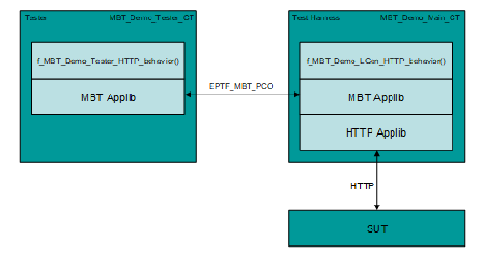 Tester MBT_Demo_Tester_CT
f_MBT_Demo_Tester_HTTP_behavior()
MBT Applib
EPTF_MBT_PCO
Test Harness MBT_Demo_Main_CT
f_MBT_Demo_LGen_HTTP_behavior()
MBT Applib
HTTP Applib
HTTP
SUT